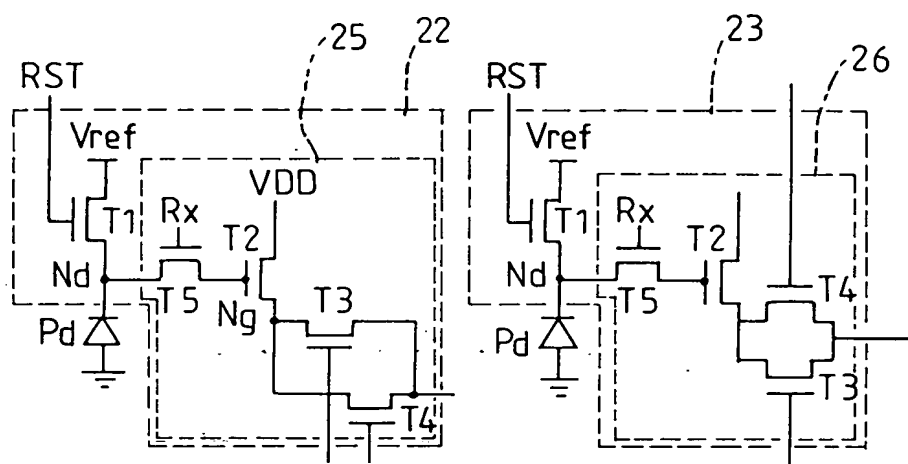 25
22
23
26
RST
RST
Vref
Vref
VDD
T1
Rx
T2
T1
Rx
T2
Nd
T5
Ng
T3
Nd
T5
T4
Pd
T4
Pd
T3